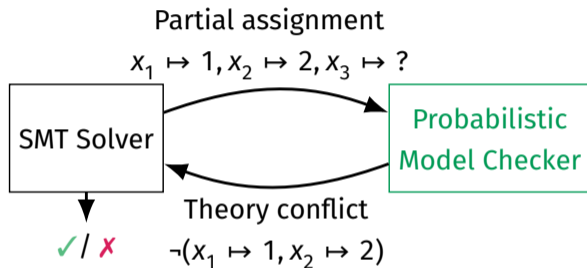 Partial assignment
x₁ ↦ 1, x₂ ↦ 2, x₃ ↦ ?
SMT Solver
Probabilistic
Model Checker
Theory conflict
¬(x₁ ↦ 1, x₂ ↦ 2)
✓/ ✗